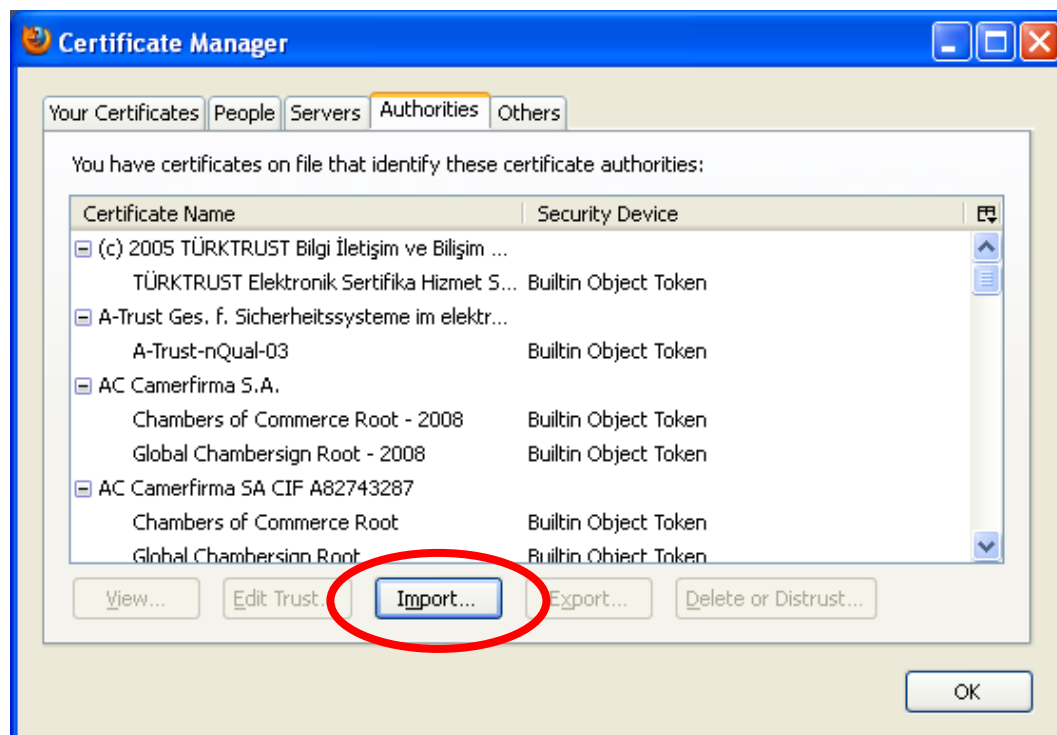 Certificate Manager
Your Certificates People Servers Authorities Others
You have certificates on file that identify these certificate authorities:
Certificate Name Security Device
(c) 2005 TÜRKTRUST Bilgi İletişim ve Bilişim ...
TÜRKTRUST Elektronik Sertifika Hizmet S... Builtin Object Token
A-Trust Ges. f. Sicherheitssysteme im elektr...
A-Trust-nQual-03 Builtin Object Token
AC Camerfirma S.A.
Chambers of Commerce Root - 2008 Builtin Object Token
Global Chambersign Root - 2008 Builtin Object Token
AC Camerfirma SA CIF A82743287
Chambers of Commerce Root Builtin Object Token
Global Chambersign Root Builtin Object Token
View... Edit Trust... Import... Export... Delete or Distrust...
OK